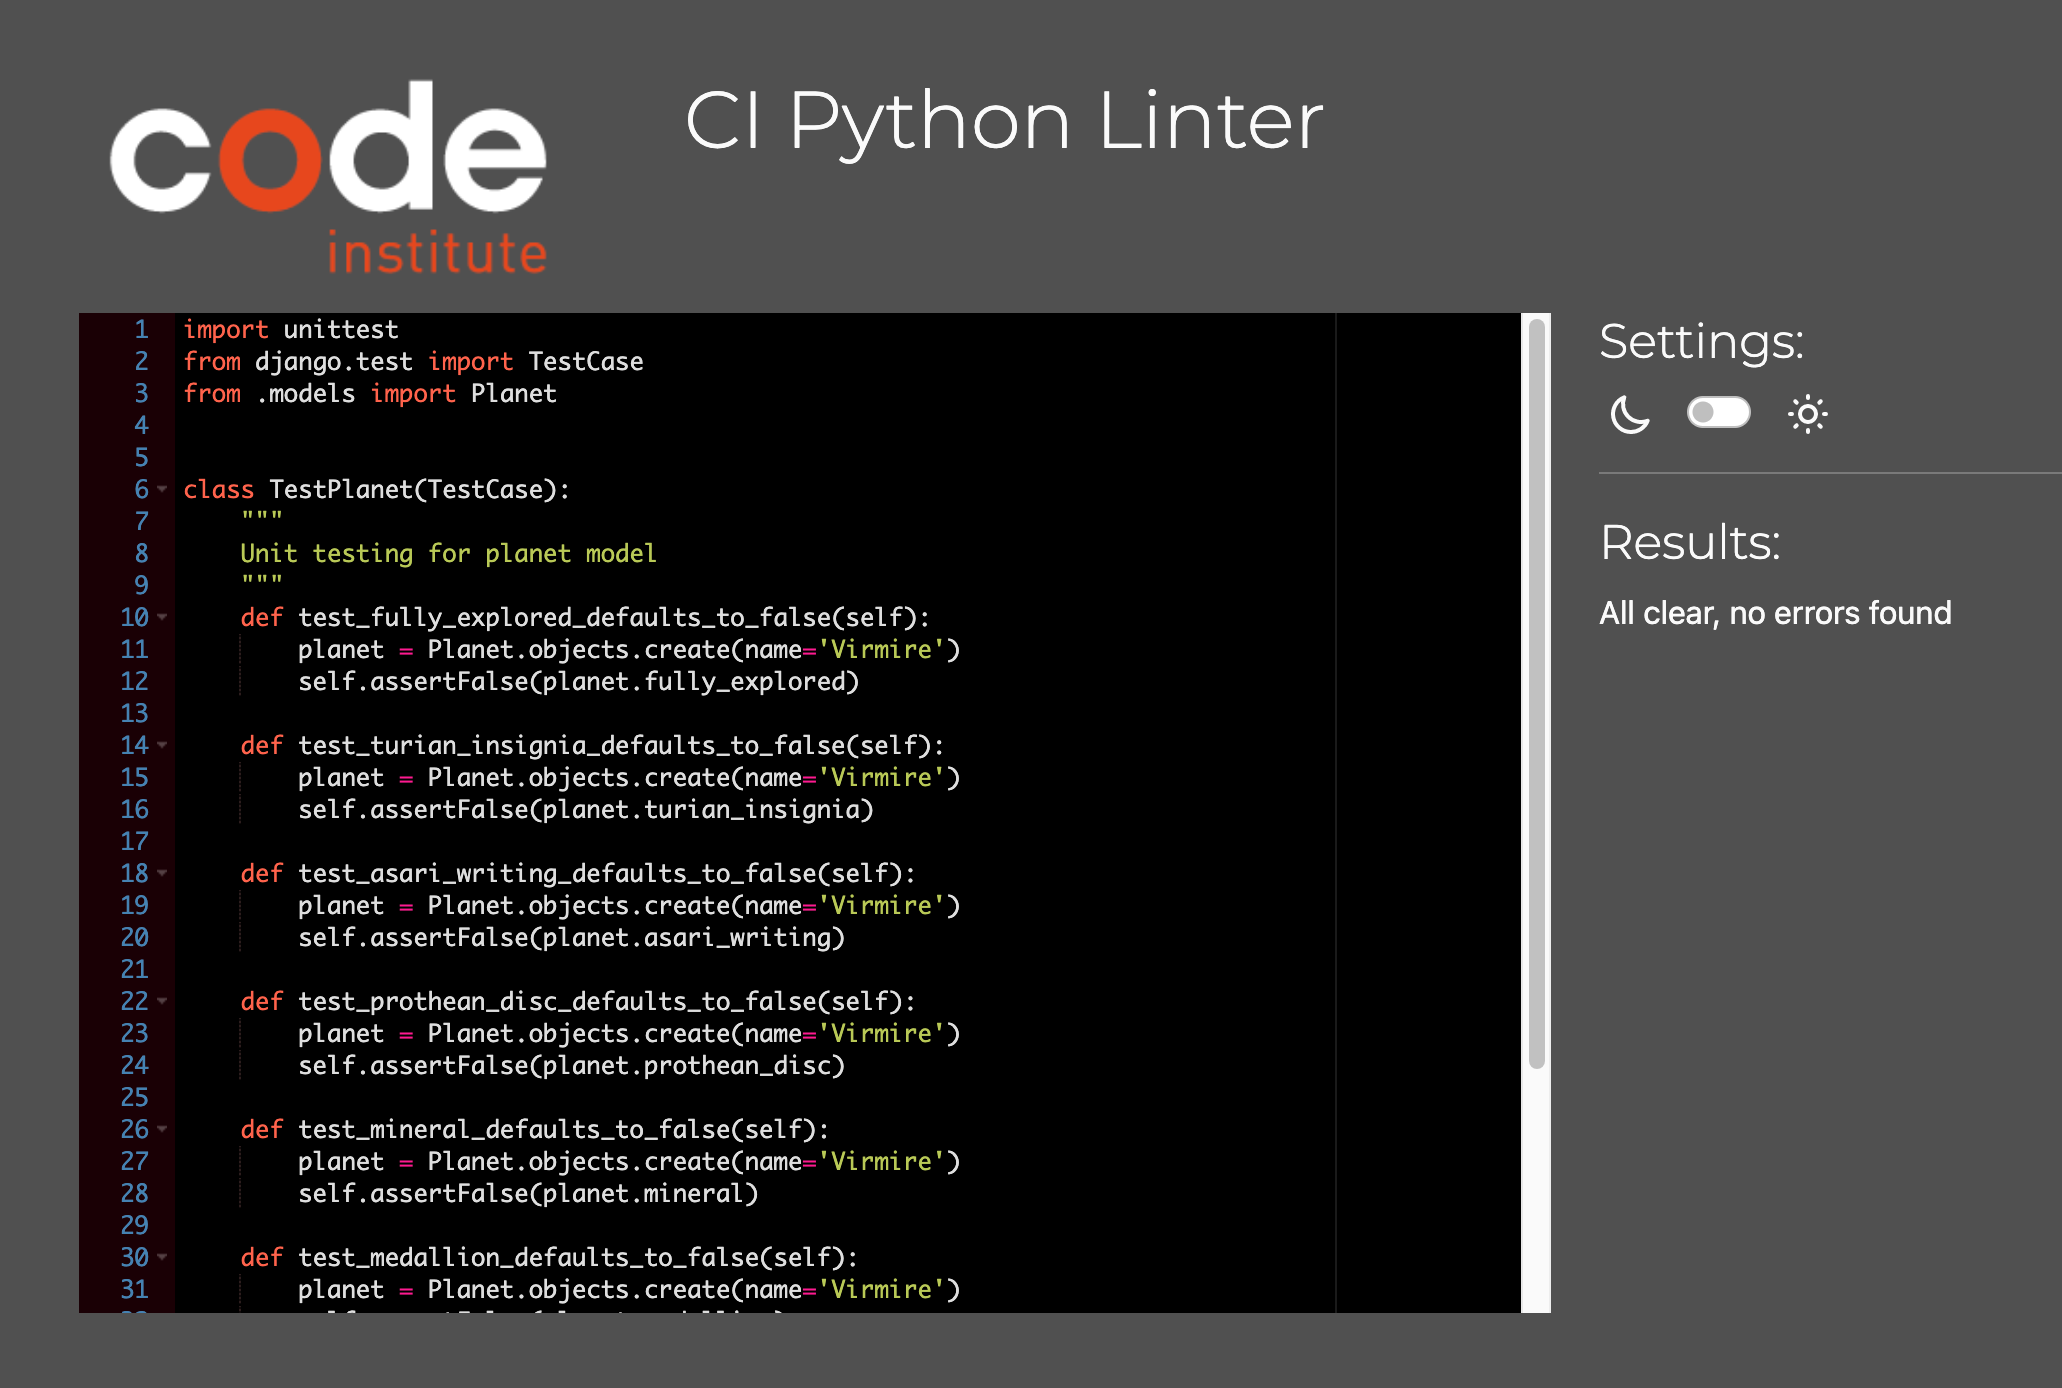 code
institute
CI Python Linter
1 import unittest
2 from django.test import TestCase
3 from .models import Planet
4
5
6 class TestPlanet(TestCase):
7     """
8     Unit testing for planet model
9     """
10     def test_fully_explored_defaults_to_false(self):
11         planet = Planet.objects.create(name='Virmire')
12         self.assertFalse(planet.fully_explored)
13
14     def test_turian_insignia_defaults_to_false(self):
15         planet = Planet.objects.create(name='Virmire')
16         self.assertFalse(planet.turian_insignia)
17
18     def test_asari_writing_defaults_to_false(self):
19         planet = Planet.objects.create(name='Virmire')
20         self.assertFalse(planet.asari_writing)
21
22     def test_prothean_disc_defaults_to_false(self):
23         planet = Planet.objects.create(name='Virmire')
24         self.assertFalse(planet.prothean_disc)
25
26     def test_mineral_defaults_to_false(self):
27         planet = Planet.objects.create(name='Virmire')
28         self.assertFalse(planet.mineral)
29
30     def test_medallion_defaults_to_false(self):
31         planet = Planet.objects.create(name='Virmire')
Settings:
Results:
All clear, no errors found